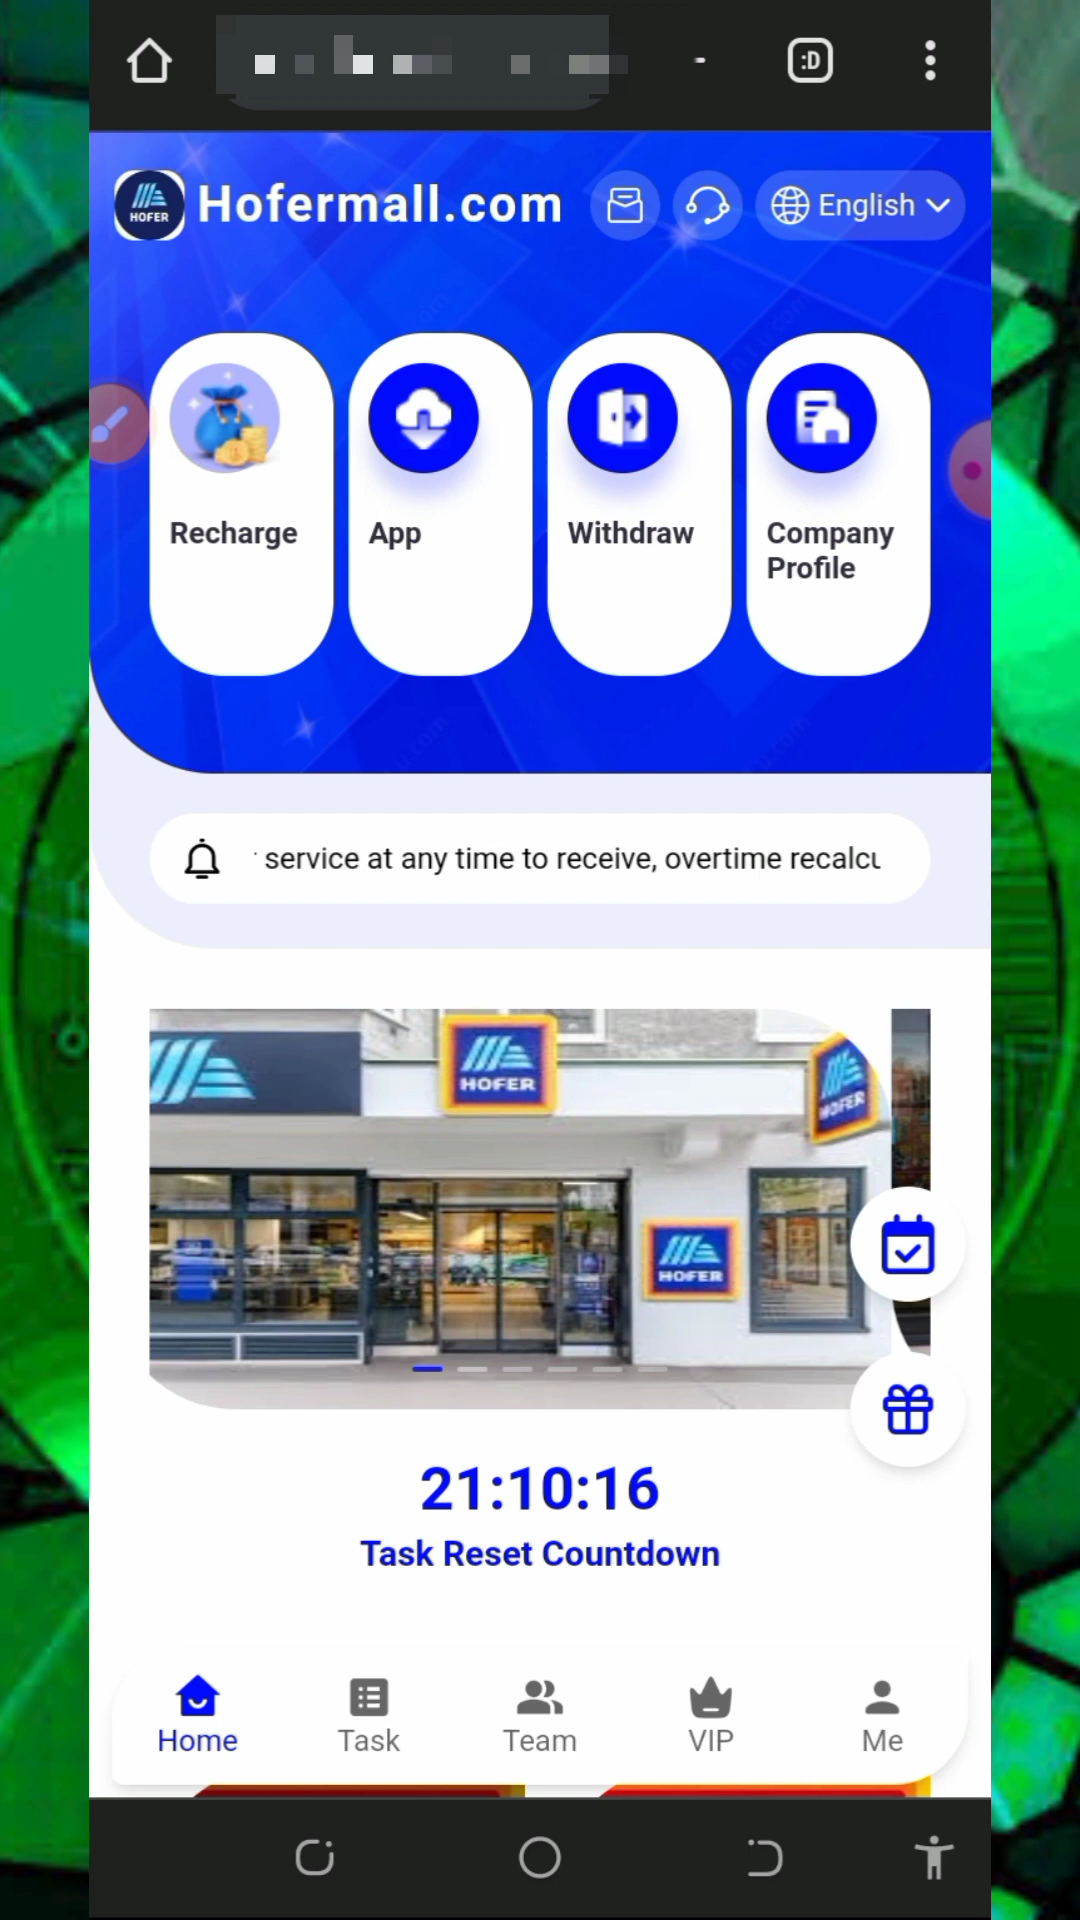 :D
HOFER
Hofermall.com
English
Recharge
App
Withdraw
Company
Profile
service at any time to receive, overtime
HOFER
HOFER
HOFER
21:10:16
Task Reset Countdown
Home
Task
Team
VIP
Me